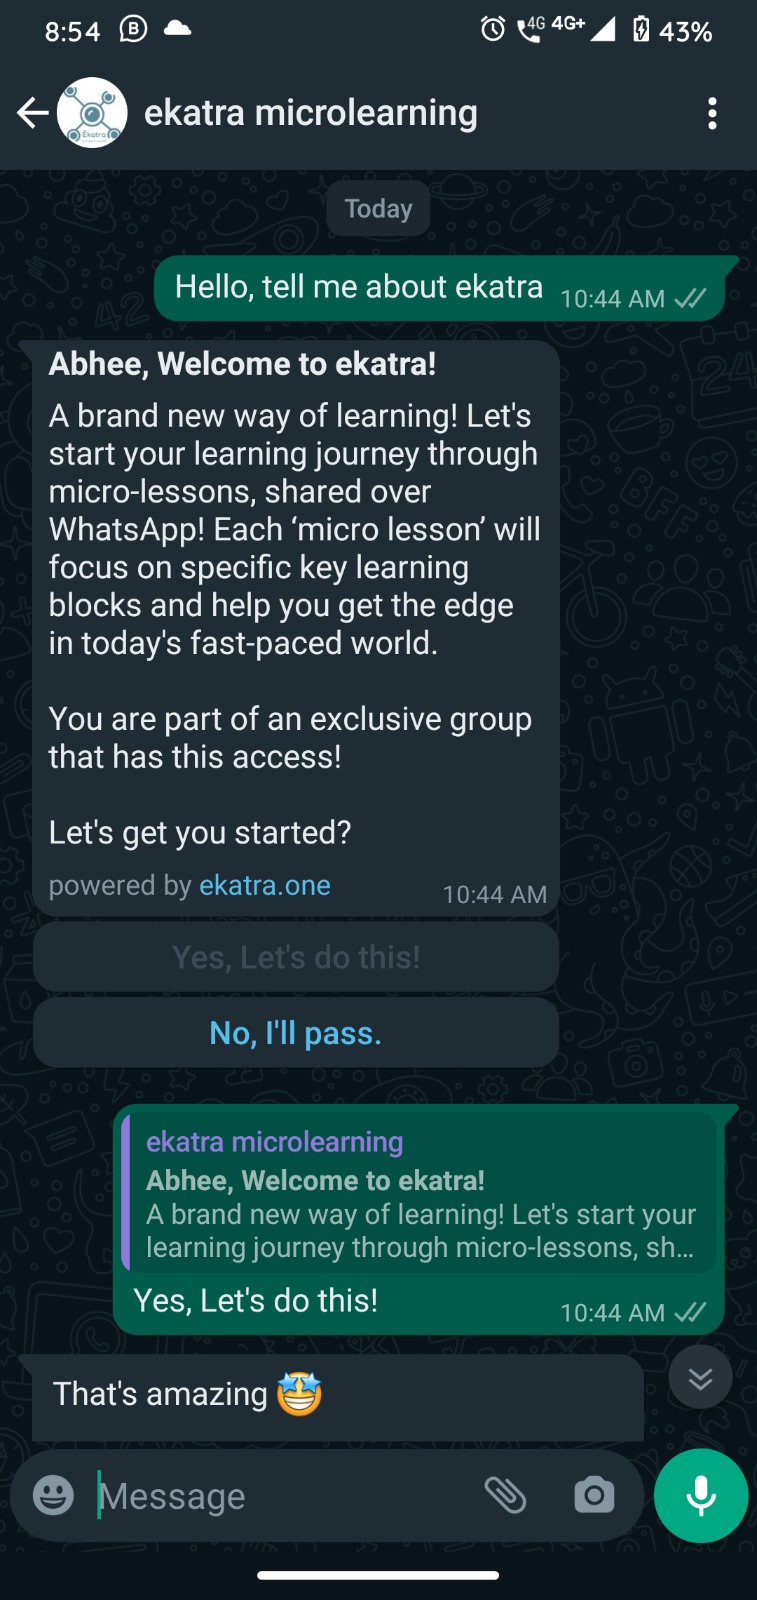 8:54 B 4G 4G+ 43%
Ekatra
ekatra microlearning
Today
Hello, tell me about ekatra 10:44 AM
Abhee, Welcome to ekatra!
A brand new way of learning! Let's
start your learning journey through
micro-lessons, shared over
WhatsApp! Each ‘micro lesson’ will
focus on specific key learning
blocks and help you get the edge
in today's fast-paced world.
You are part of an exclusive group
that has this access!
Let's get you started?
powered by ekatra.one 10:44 AM
Yes, Let's do this!
No, I'll pass.
ekatra microlearning
Abhee, Welcome to ekatra!
A brand new way of learning! Let's start your
learning journey through micro-lessons, sh...
Yes, Let's do this! 10:44 AM
That's amazing 🤩
Message